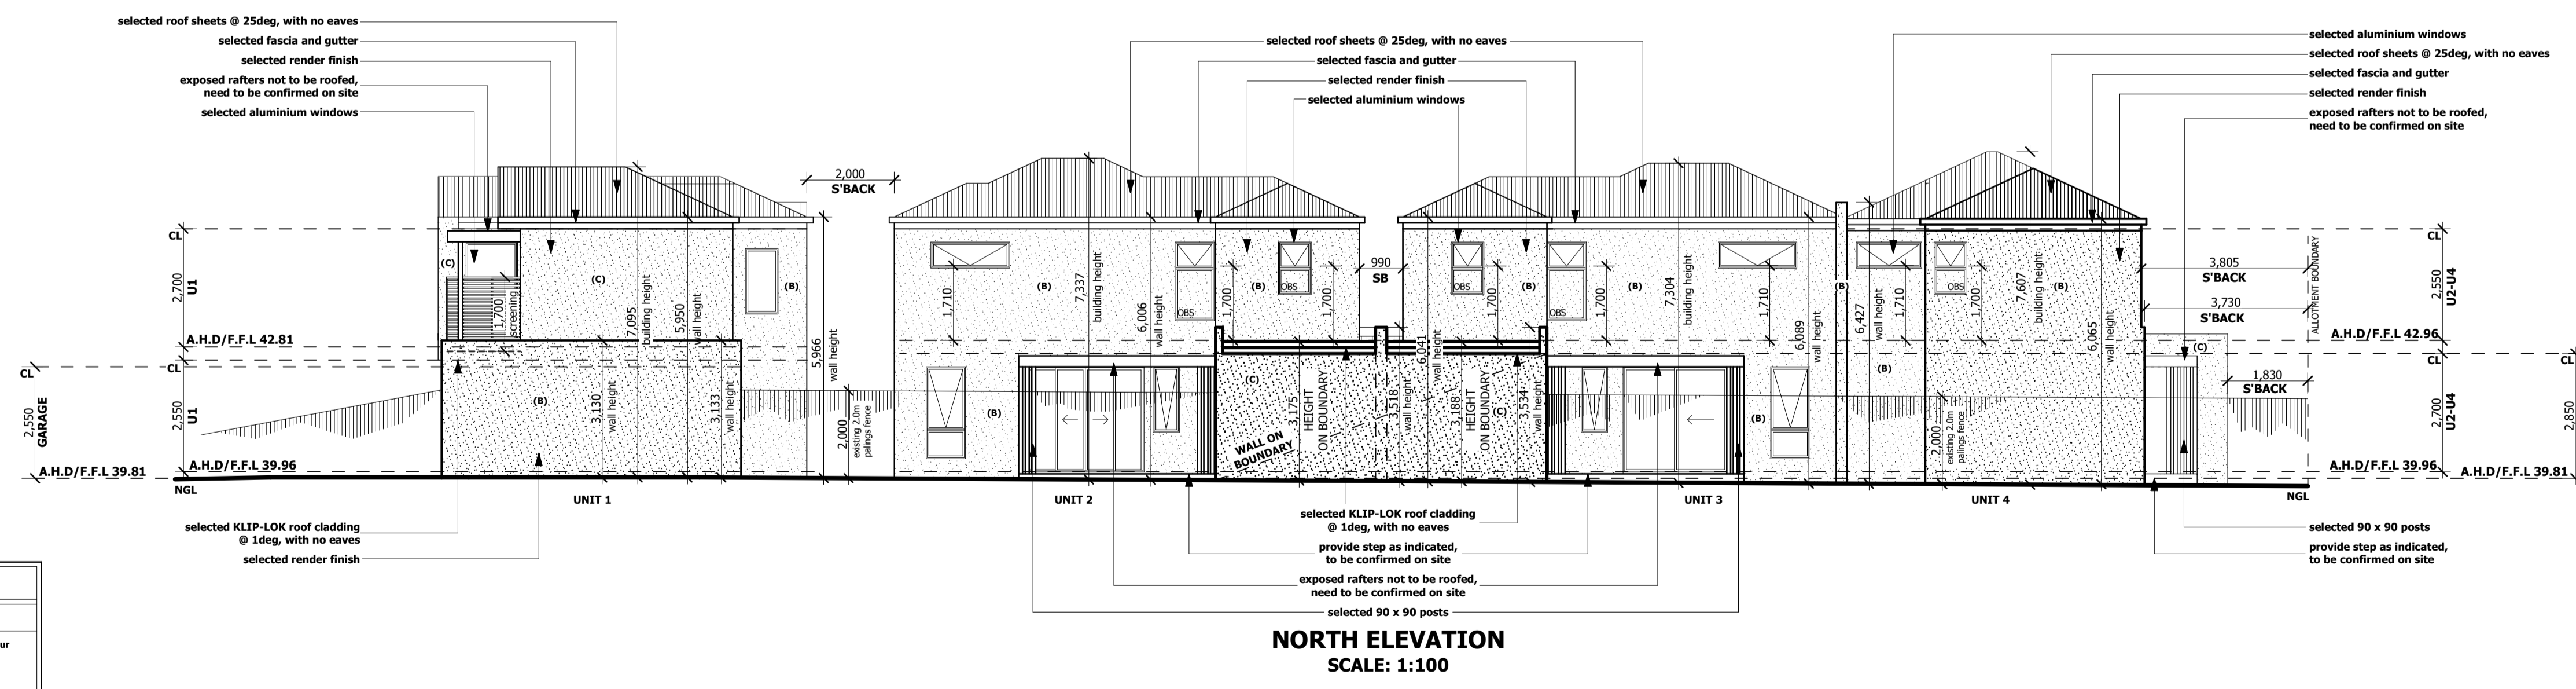 selected roof sheets @ 25deg, with no eaves
selected fascia and gutter
selected render finish
exposed rafters not to be roofed,
need to be confirmed on site
selected aluminium windows
selected roof sheets @ 25deg, with no eaves
selected fascia and gutter
selected render finish
selected aluminium windows
selected aluminium windows
selected roof sheets @ 25deg, with no eaves
selected fascia and gutter
selected render finish
exposed rafters not to be roofed,
need to be confirmed on site
2,000
S'BACK
CL
2,700
U1
A.H.D/F.F.L 42.81
CL
CL
2,550
GARAGE
2,550
U1
A.H.D/F.F.L 39.81
A.H.D/F.F.L 39.96
NGL
(C)
(C)
1,700
screening
7,095
building height
5,950
wall height
(B)
5,966
wall height
(B)
3,130
wall height
3,133
wall height
2,000
existing 2.0m
palings fence
UNIT 1
1,710
(B)
7,337
building height
6,006
wall height
OBS
1,700
(B)
OBS
1,700
990
SB
(B)
UNIT 2
(C)
WALL ON
BOUNDARY
3,175
HEIGHT
ON BOUNDARY
3,518
wall height
6,041
wall height
3,188
HEIGHT
ON BOUNDARY
(C)
3,534
wall height
OBS
1,700
(B)
OBS
1,700
(B)
7,304
building height
1,710
6,089
wall height
(B)
UNIT 3
(B)
6,427
wall height
1,710
OBS
1,700
7,607
building height
(B)
6,065
wall height
(B)
2,000
existing 2.0m
palings fence
UNIT 4
3,805
S'BACK
3,730
S'BACK
ALLOTMENT BOUNDARY
(C)
1,830
S'BACK
CL
2,550
U2-U4
A.H.D/F.F.L 42.96
CL
CL
2,700
U2-U4
2,850
A.H.D/F.F.L 39.96
A.H.D/F.F.L 39.81
NGL
selected KLIP-LOK roof cladding
@ 1deg, with no eaves
selected render finish
selected KLIP-LOK roof cladding
@ 1deg, with no eaves
provide step as indicated,
to be confirmed on site
exposed rafters not to be roofed,
need to be confirmed on site
selected 90 x 90 posts
selected 90 x 90 posts
provide step as indicated,
to be confirmed on site
ur
NORTH ELEVATION
SCALE: 1:100